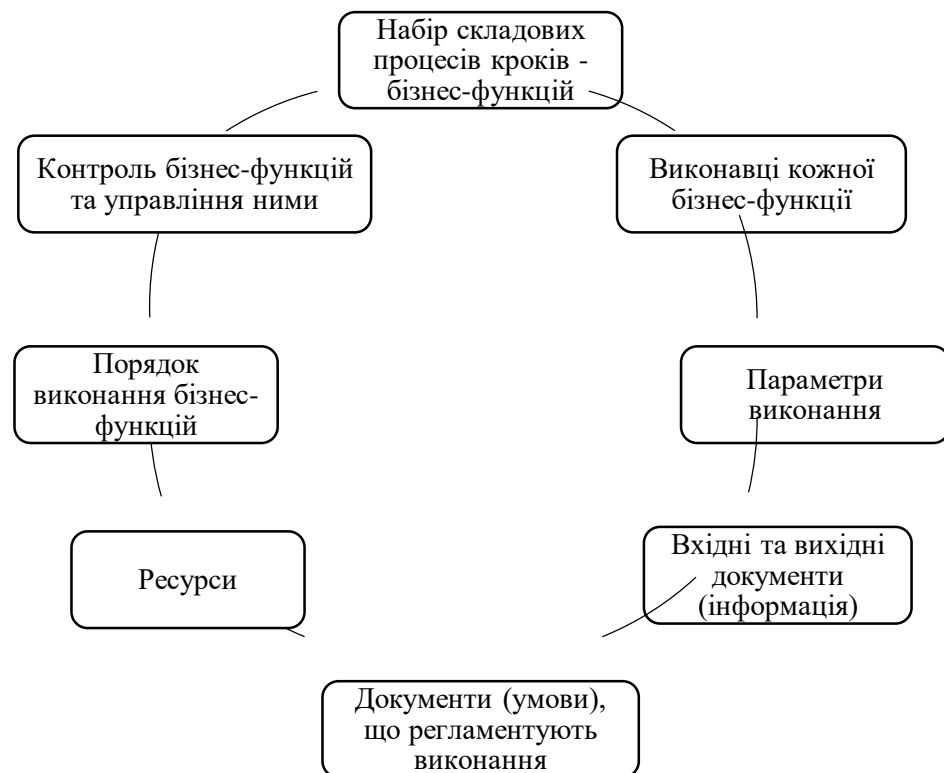 Набір складових
процесів кроків -
бізнес-функцій
Виконавці кожної
бізнес-функції
Параметри
виконання
Вхідні та вихідні
документи
(інформація)
Документи (умови),
що регламентують
виконання
Ресурси
Порядок
виконання бізнес-
функцій
Контроль бізнес-функцій
та управління ними